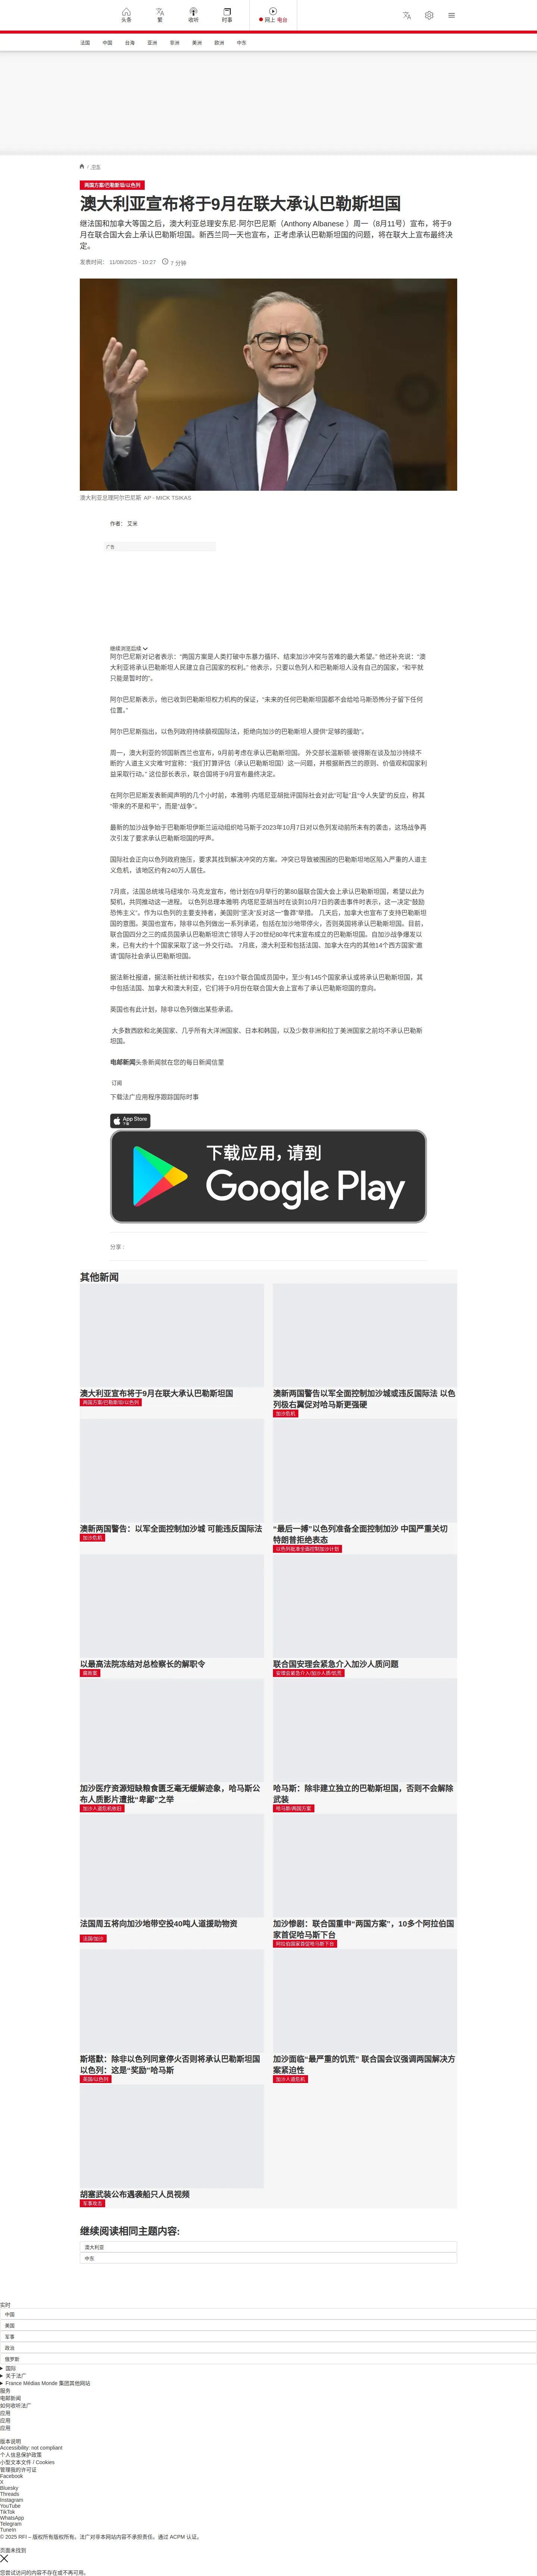 头条
繁
收听
时事
网上 电台
法国
中国
台海
亚洲
非洲
美洲
欧洲
中东
/ 中东
两国方案/巴勒斯坦/以色列
澳大利亚宣布将于9月在联大承认巴勒斯坦国
继法国和加拿大等国之后，澳大利亚总理安东尼·阿尔巴尼斯（Anthony Albanese ）周一（8月11号）宣布，将于9
月在联合国大会上承认巴勒斯坦国。新西兰同一天也宣布，正考虑承认巴勒斯坦国的问题，将在联大上宣布最终决
定。
发表时间： 11/08/2025 - 10:27
7 分钟
澳大利亚总理阿尔巴尼斯 AP - MICK TSIKAS
作者： 艾米
广告
继续浏览后续
阿尔巴尼斯对记者表示：“两国方案是人类打破中东暴力循环、结束加沙冲突与苦难的最大希望。” 他还补充说：“澳
大利亚将承认巴勒斯坦人民建立自己国家的权利。” 他表示，只要以色列人和巴勒斯坦人没有自己的国家，“和平就
只能是暂时的”。
阿尔巴尼斯表示，他已收到巴勒斯坦权力机构的保证，“未来的任何巴勒斯坦国都不会给哈马斯恐怖分子留下任何
位置。”
阿尔巴尼斯指出，以色列政府持续藐视国际法，拒绝向加沙的巴勒斯坦人提供“足够的援助”。
周一，澳大利亚的邻国新西兰也宣布，9月前考虑在承认巴勒斯坦国。 外交部长温斯顿·彼得斯在谈及加沙持续不
断的“人道主义灾难”时宣称：“我们打算评估（承认巴勒斯坦国）这一问题，并根据新西兰的原则、价值观和国家利
益采取行动。” 这位部长表示，联合国将于9月宣布最终决定。
在阿尔巴尼斯发表新闻声明的几个小时前，本雅明·内塔尼亚胡批评国际社会对此“可耻”且“令人失望”的反应，称其
“带来的不是和平”，而是“战争”。
最新的加沙战争始于巴勒斯坦伊斯兰运动组织哈马斯于2023年10月7日对以色列发动前所未有的袭击，这场战争再
次引发了要求承认巴勒斯坦国的呼声。
国际社会正向以色列政府施压，要求其找到解决冲突的方案。冲突已导致被围困的巴勒斯坦地区陷入严重的人道主
义危机，该地区约有240万人居住。
7月底，法国总统埃马纽埃尔·马克龙宣布，他计划在9月举行的第80届联合国大会上承认巴勒斯坦国，希望以此为
契机，共同推动这一进程。 以色列总理本雅明·内塔尼亚胡当时在谈到10月7日的袭击事件时表示，这一决定“鼓励
恐怖主义”。作为以色列的主要支持者，美国则“坚决”反对这一“鲁莽”举措。 几天后，加拿大也宣布了支持巴勒斯坦
国的意图。英国也宣布，除非以色列做出一系列承诺，包括在加沙地带停火，否则英国将承认巴勒斯坦国。目前，
联合国四分之三的成员国承认巴勒斯坦流亡领导人于20世纪80年代末宣布成立的巴勒斯坦国。自加沙战争爆发以
来，已有大约十个国家采取了这一外交行动。 7月底，澳大利亚和包括法国、加拿大在内的其他14个西方国家“邀
请”国际社会承认巴勒斯坦国。
据法新社报道，据法新社统计和核实，在193个联合国成员国中，至少有145个国家承认或将承认巴勒斯坦国，其
中包括法国、加拿大和澳大利亚，它们将于9月份在联合国大会上宣布了承认巴勒斯坦国的意向。
英国也有此计划，除非以色列做出某些承诺。
大多数西欧和北美国家、几乎所有大洋洲国家、日本和韩国，以及少数非洲和拉丁美洲国家之前均不承认巴勒斯
坦国。
电邮新闻头条新闻就在您的每日新闻信里
订阅
下载法广应用程序跟踪国际时事
App Store
下载
下载应用，请到
Google Play
分享 :
其他新闻
澳大利亚宣布将于9月在联大承认巴勒斯坦国
两国方案/巴勒斯坦/以色列
澳新两国警告以军全面控制加沙城或违反国际法 以色
列极右翼促对哈马斯更强硬
加沙危机
澳新两国警告：以军全面控制加沙城 可能违反国际法
加沙危机
“最后一搏”以色列准备全面控制加沙 中国严重关切
特朗普拒绝表态
以色列批准全面控制加沙计划
以最高法院冻结对总检察长的解职令
腐败案
联合国安理会紧急介入加沙人质问题
安理会紧急介入/加沙人质/饥荒
加沙医疗资源短缺粮食匮乏毫无缓解迹象，哈马斯公
布人质影片遭批“卑鄙”之举
加沙人道危机依旧
哈马斯：除非建立独立的巴勒斯坦国，否则不会解除
武装
哈马斯/两国方案
法国周五将向加沙地带空投40吨人道援助物资
法国/加沙
加沙惨剧：联合国重申“两国方案”，10多个阿拉伯国
家首促哈马斯下台
阿拉伯国家首促哈马斯下台
斯塔默：除非以色列同意停火否则将承认巴勒斯坦国
以色列：这是“奖励”哈马斯
英国/以色列
加沙面临“最严重的饥荒” 联合国会议强调两国解决方
案紧迫性
加沙人道危机
胡塞武装公布遇袭船只人员视频
军事攻击
继续阅读相同主题内容:
澳大利亚
中东
实时
中国
美国
军事
政治
俄罗斯
国际
关于法广
France Médias Monde 集团其他网站
服务
电邮新闻
如何收听法广
应用
应用
应用
版本说明
Accessibility: not compliant
个人信息保护政策
小型文本文件 / Cookies
管理我的许可证
Facebook
X
Bluesky
Threads
Instagram
YouTube
TikTok
WhatsApp
Telegram
TuneIn
© 2025 RFI – 版权所有版权所有。法广对非本网站内容不承担责任。通过 ACPM 认证。
页面未找到
您尝试访问的内容不存在或不再可用。